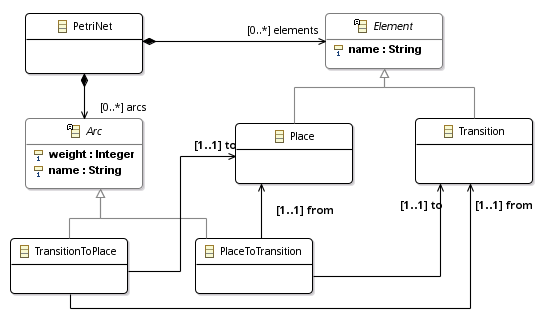 PetriNet
[0..*] elements
Element
name : String
[0..*] arcs
Arc
weight : Integer
name : String
[1..1] to
Place
Transition
[1..1] from
[1..1] to
[1..1] from
TransitionToPlace
PlaceToTransition